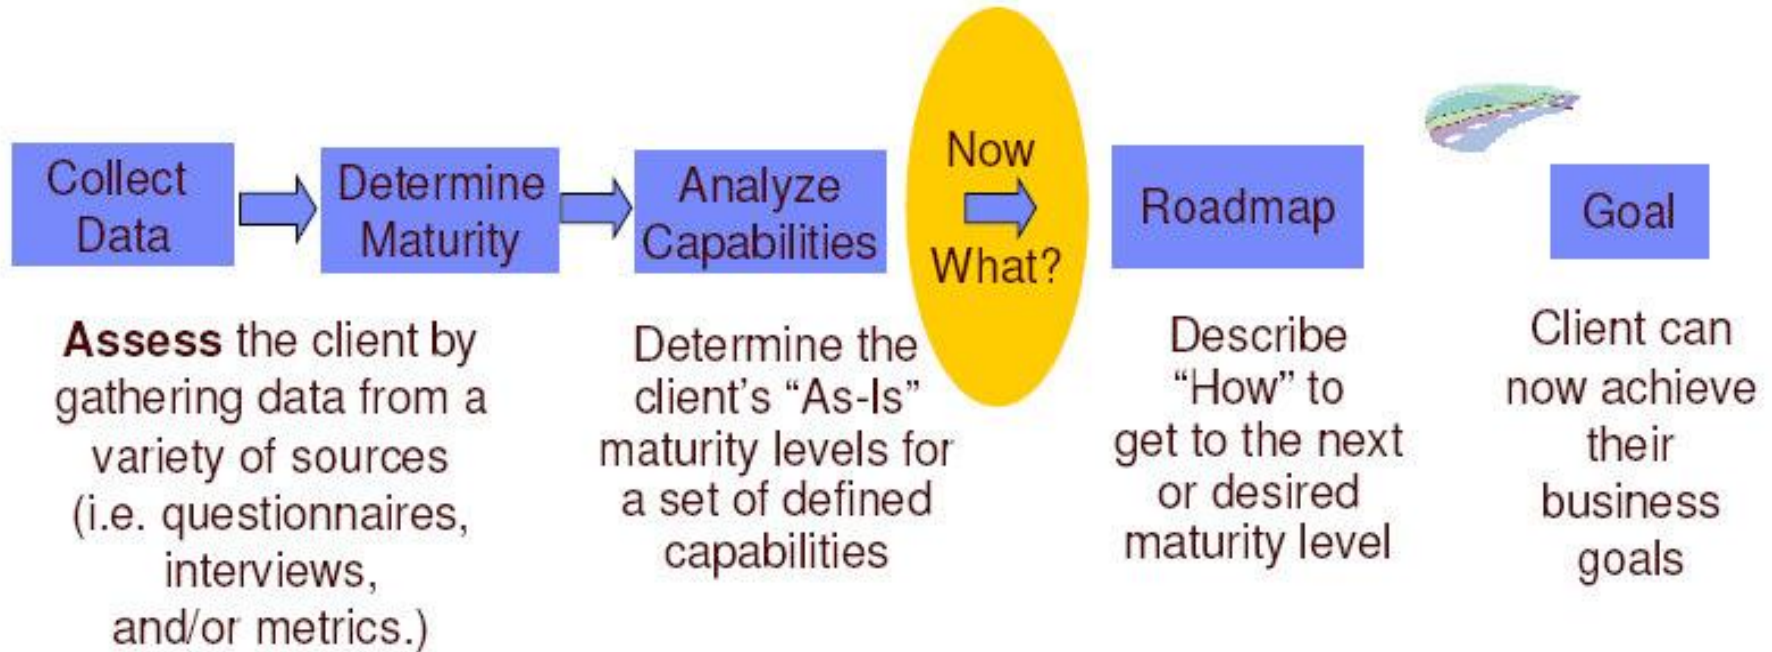 Collect
Data
Determine
Maturity
Analyze
Capabilities
Now
What?
Roadmap
Goal
Assess the client by
gathering data from a
variety of sources
(i.e. questionnaires,
interviews,
and/or metrics.)
Determine the
client's “As-Is”
maturity levels for
a set of defined
capabilities
Describe
“How” to
get to the next
or desired
maturity level
Client can
now achieve
their
business
goals